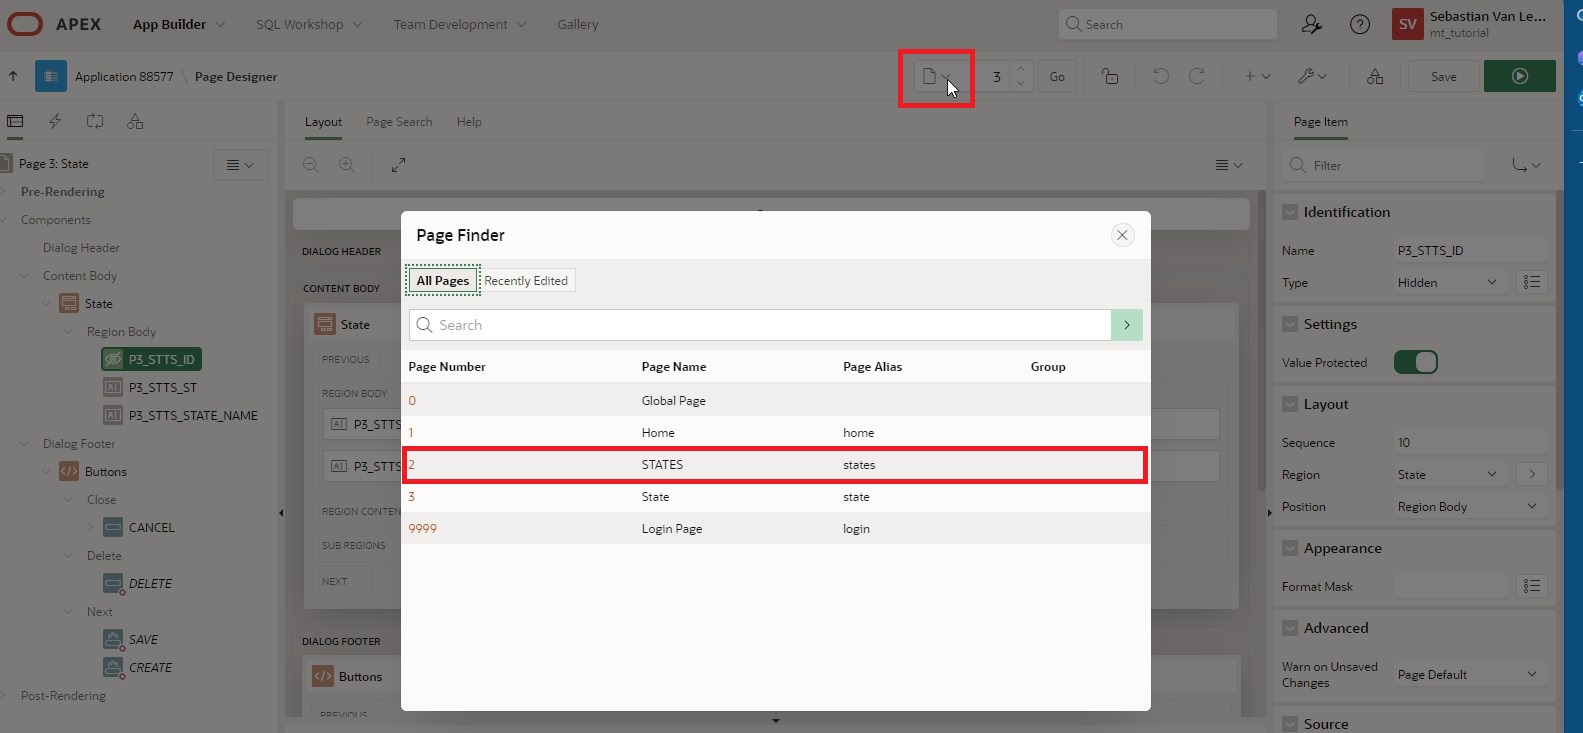 APEX App Builder SQL Workshop Team Development Gallery Search SV Sebastian Van Le...
mt_tutorial
Application 88577 \ Page Designer 3 Go Save
Layout Page Search Help Page Item
Page 3: State Filter
Pre-Rendering
Components
Dialog Header
Content Body
State
Region Body
P3_STTS_ID
P3_STTS_ST
P3_STTS_STATE_NAME
Dialog Footer
Buttons
Close
CANCEL
Delete
DELETE
Next
SAVE
CREATE
Post-Rendering
DIALOG HEADER
CONTENT BODY
State
PREVIOUS
REGION BODY
P3_STTS
P3_STTS
REGION CONTEN
SUB REGIONS
NEXT
DIALOG FOOTER
Buttons
PREVIOUS
Page Finder
All Pages Recently Edited
Search
Page Number Page Name Page Alias Group
0 Global Page
1 Home home
2 STATES states
3 State state
9999 Login Page login
Identification
Name P3_STTS_ID
Type Hidden
Settings
Value Protected
Layout
Sequence 10
Region State
Position Region Body
Appearance
Format Mask
Advanced
Warn on Unsaved
Changes Page Default
Source